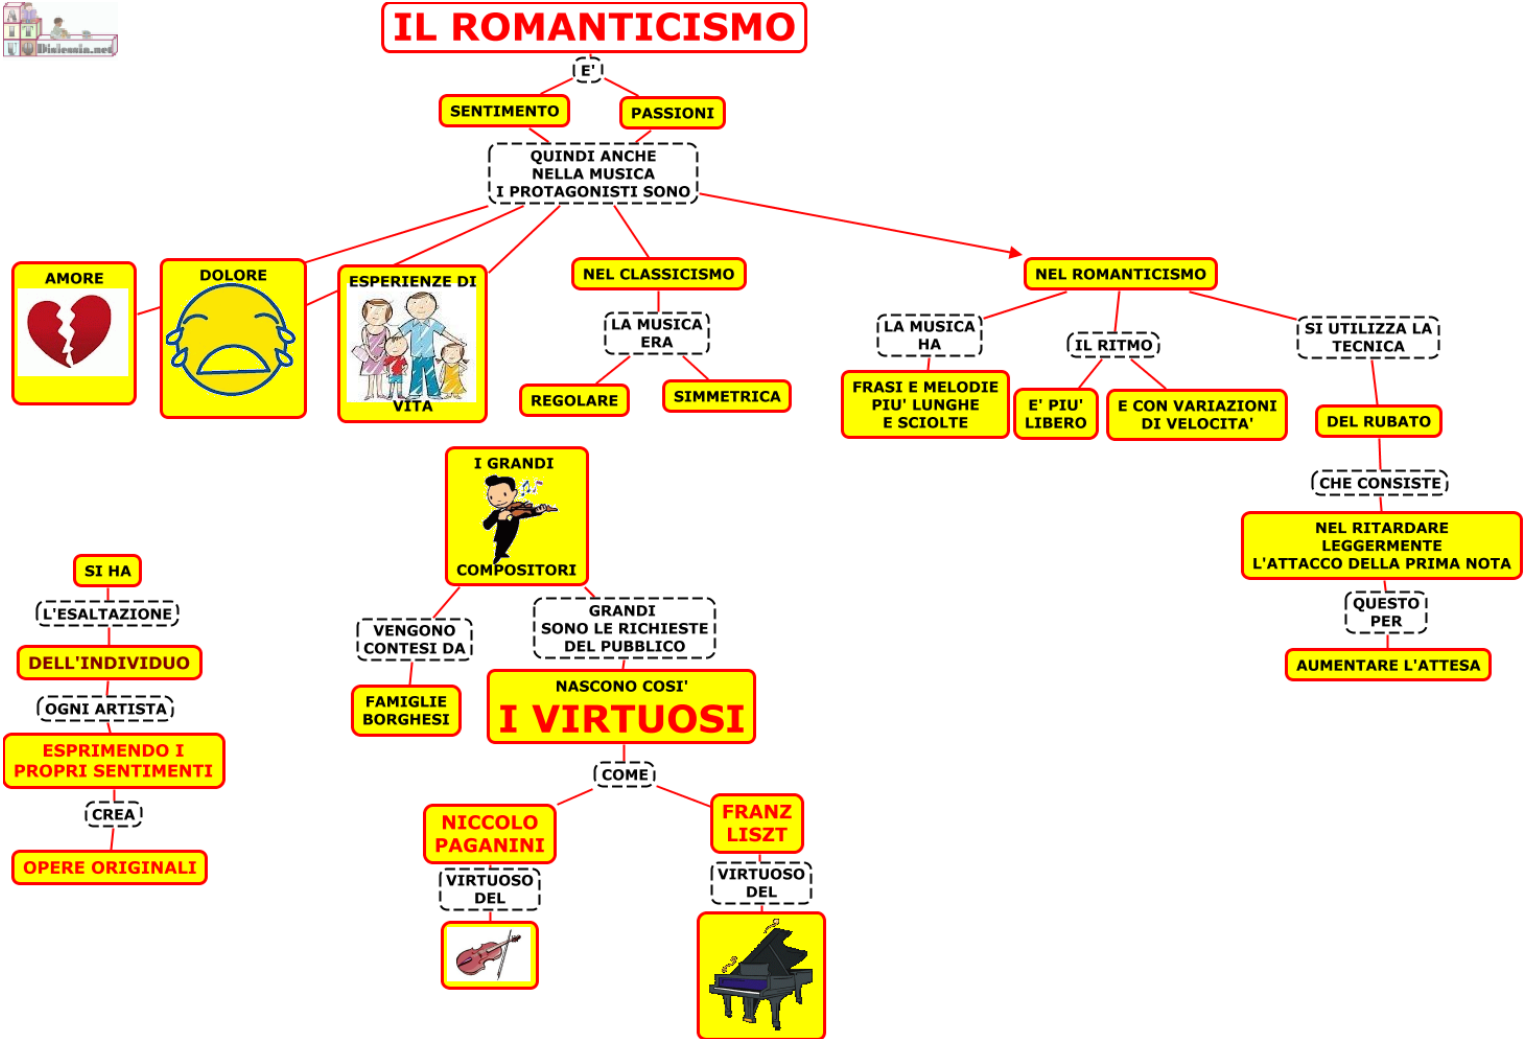 AIUTO
Dislessia.net
IL ROMANTICISMO
E'
SENTIMENTO
PASSIONI
QUINDI ANCHE
NELLA MUSICA
I PROTAGONISTI SONO
AMORE
DOLORE
ESPERIENZE DI
VITA
NEL CLASSICISMO
LA MUSICA
ERA
REGOLARE
SIMMETRICA
NEL ROMANTICISMO
LA MUSICA
HA
FRASI E MELODIE
PIU' LUNGHE
E SCIOLTE
IL RITMO
E' PIU'
LIBERO
E CON VARIAZIONI
DI VELOCITA'
SI UTILIZZA LA
TECNICA
DEL RUBATO
CHE CONSISTE
NEL RITARDARE
LEGGERMENTE
L'ATTACCO DELLA PRIMA NOTA
QUESTO
PER
AUMENTARE L'ATTESA
I GRANDI
COMPOSITORI
VENGONO
CONTESI DA
FAMIGLIE
BORGHESI
GRANDI
SONO LE RICHIESTE
DEL PUBBLICO
NASCONO COSI'
I VIRTUOSI
COME
NICCOLO
PAGANINI
VIRTUOSO
DEL
FRANZ
LISZT
VIRTUOSO
DEL
SI HA
L'ESALTAZIONE
DELL'INDIVIDUO
OGNI ARTISTA
ESPRIMENDO I
PROPRI SENTIMENTI
CREA
OPERE ORIGINALI